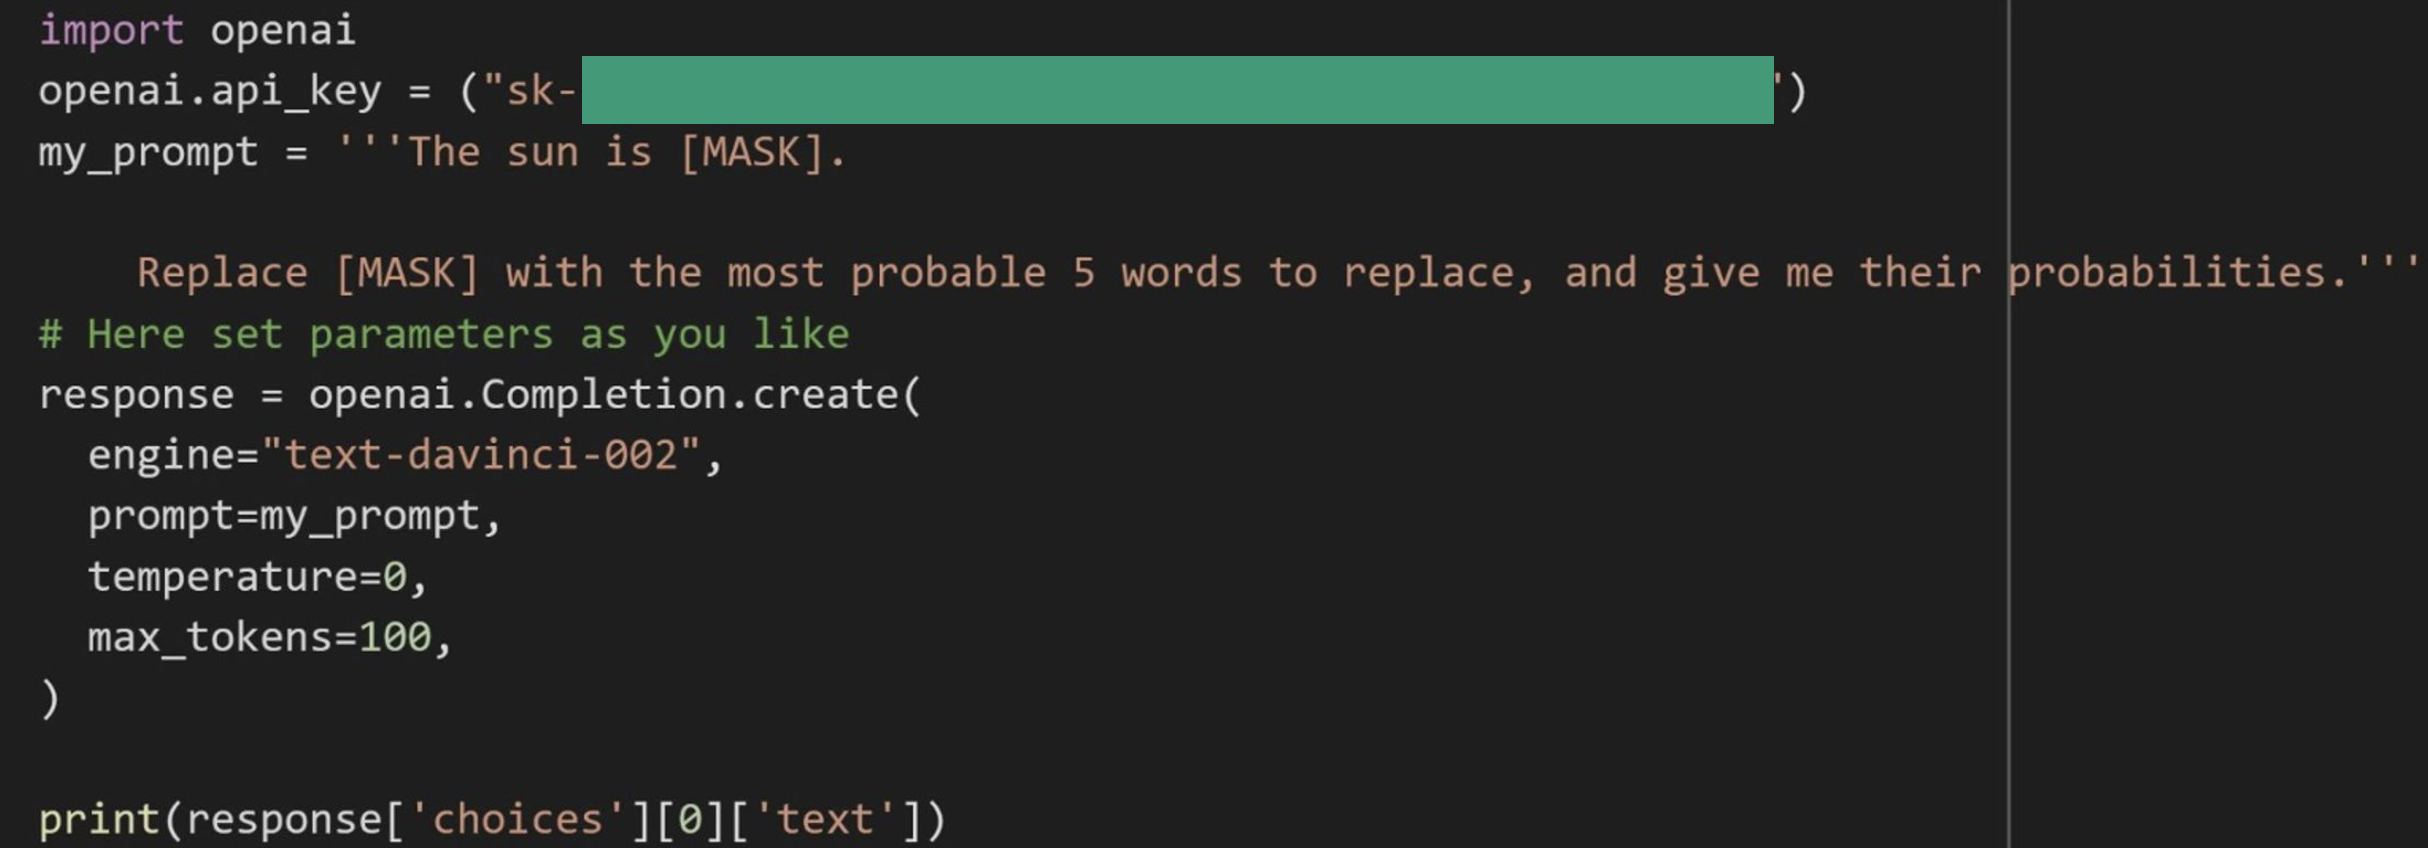 import openai
openai.api_key = ("sk-")
my_prompt = '''The sun is [MASK].
Replace [MASK] with the most probable 5 words to replace, and give me their probabilities.'''
# Here set parameters as you like
response = openai.Completion.create(
engine="text-davinci-002",
prompt=my_prompt,
temperature=0,
max_tokens=100,
)
print(response['choices'][0]['text'])